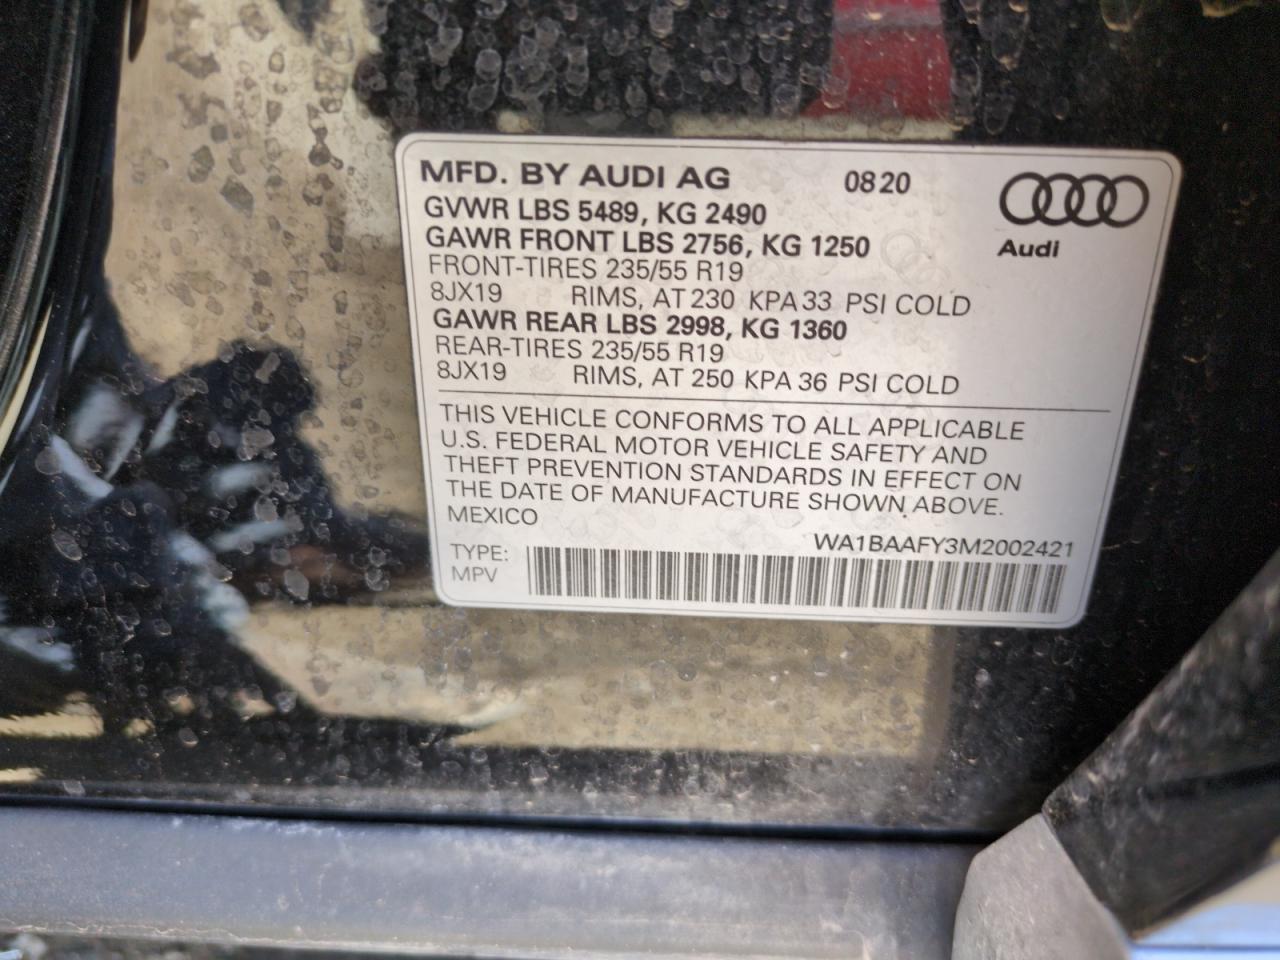 MFD. BY AUDI AG 08 20
GVWR LBS 5489, KG 2490
GAWR FRONT LBS 2756, KG 1250
Audi
FRONT-TIRES 235/55 R19
8JX19 RIMS, AT 230 KPA 33 PSI COLD
GAWR REAR LBS 2998, KG 1360
REAR-TIRES 235/55 R19
8JX19 RIMS, AT 250 KPA 36 PSI COLD
THIS VEHICLE CONFORMS TO ALL APPLICABLE
U.S. FEDERAL MOTOR VEHICLE SAFETY AND
THEFT PREVENTION STANDARDS IN EFFECT ON
THE DATE OF MANUFACTURE SHOWN ABOVE.
MEXICO
WA1BAAFY3M2002421
TYPE:
MPV